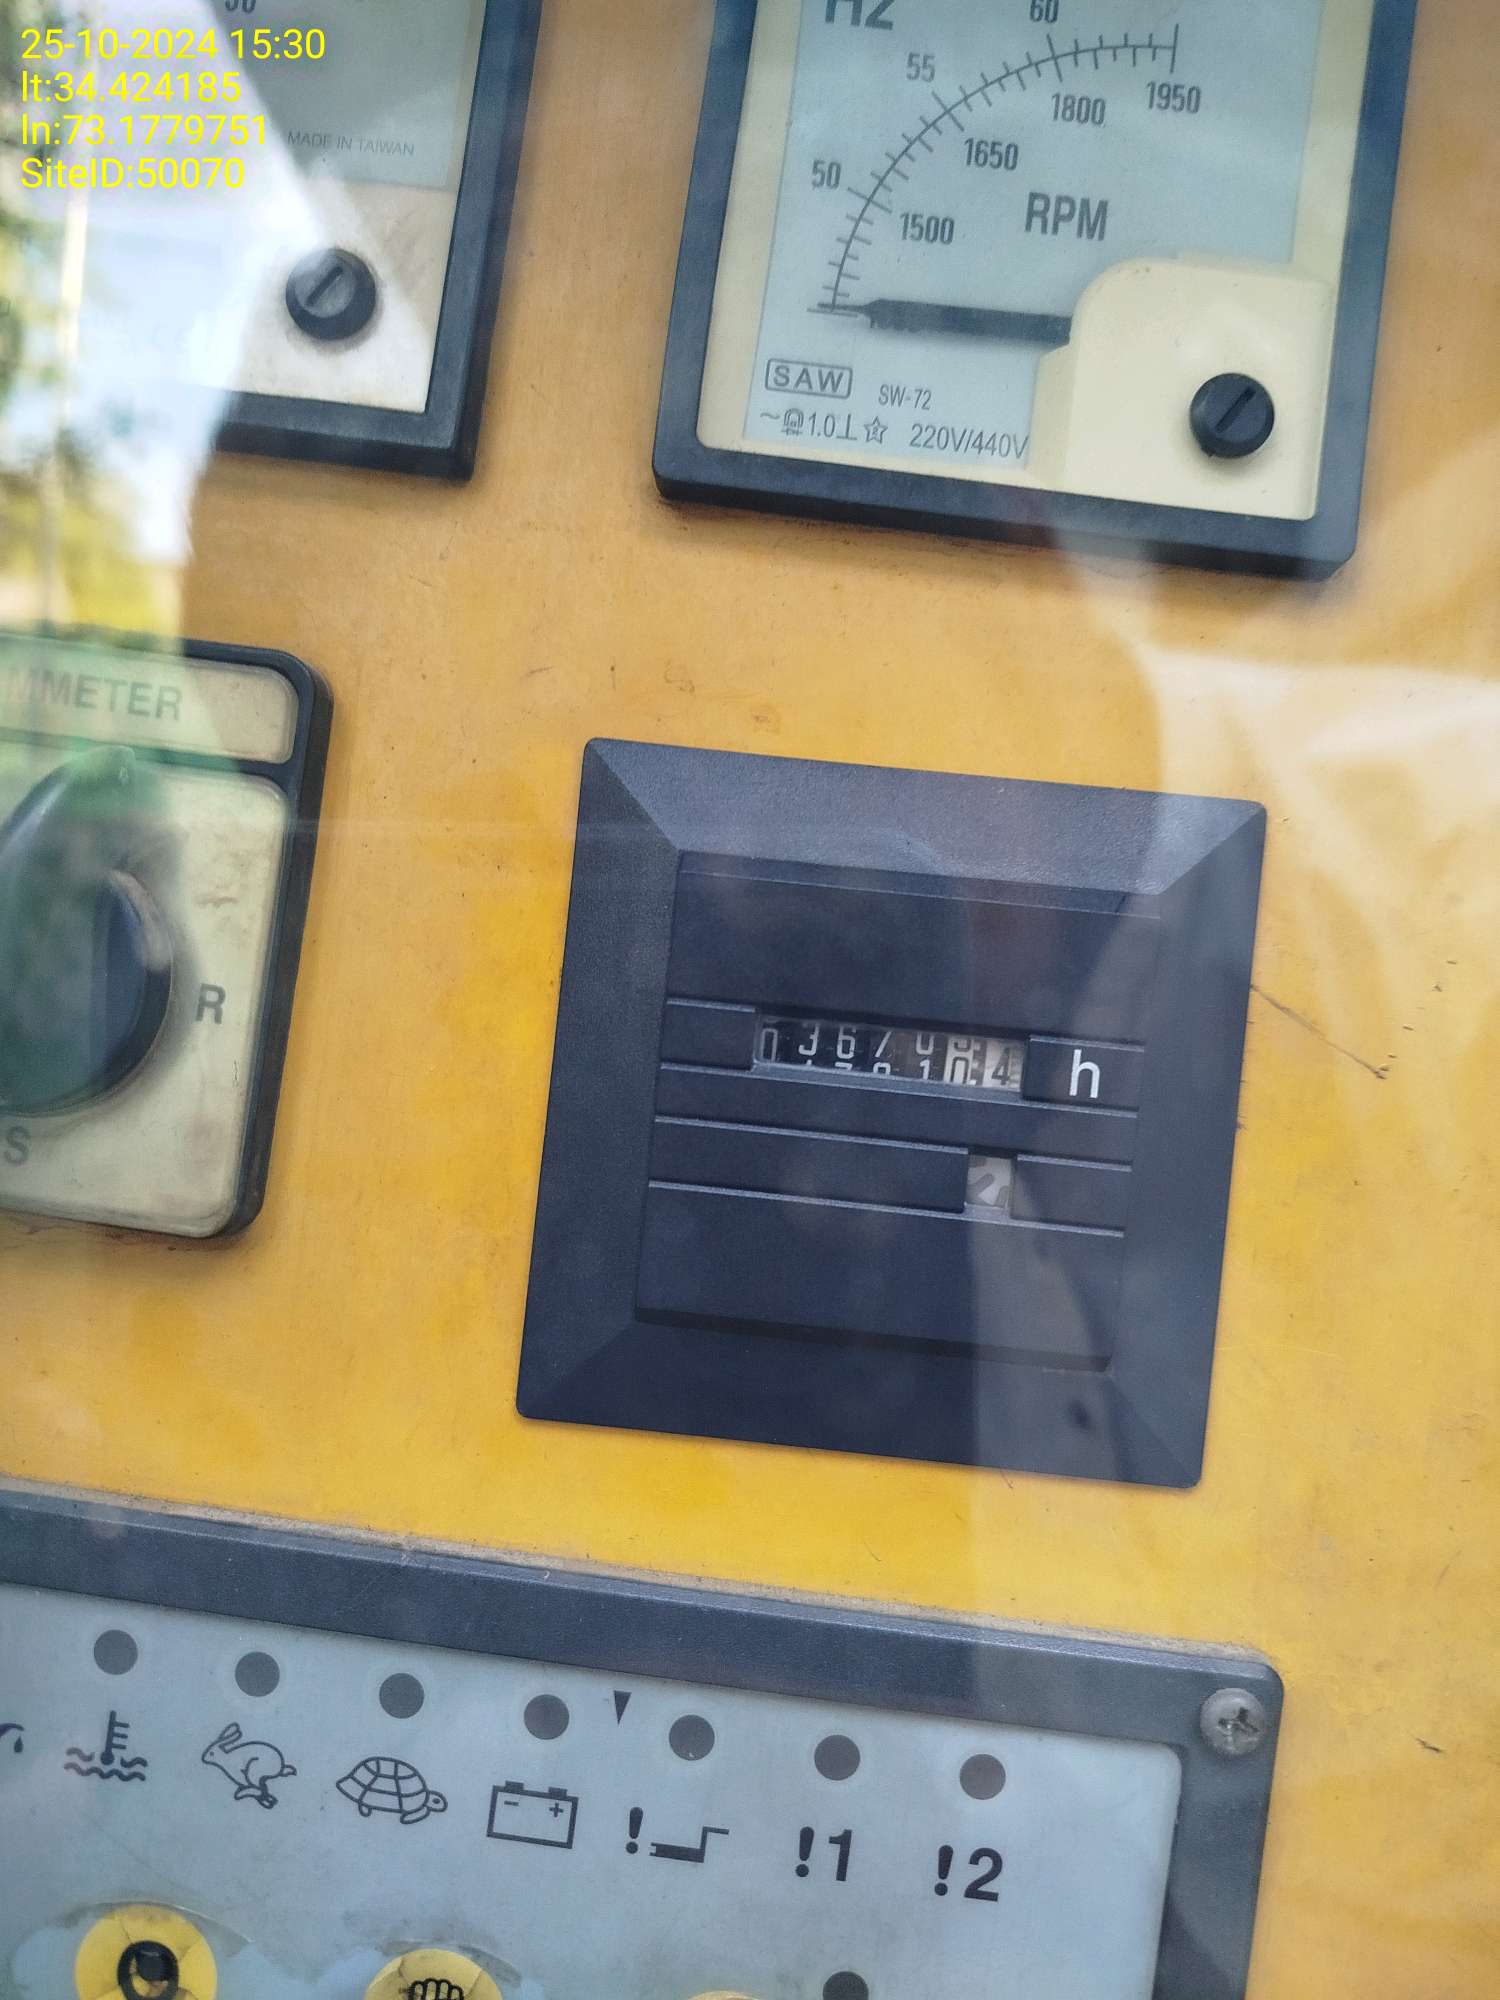 25-10-2024 15:30
lt:34.424185
ln:73.1779751
SiteID:50070
MADE IN TAIWAN
HZ
60
55
50
1950
1800
1650
1500
RPM
SAW SW-72
1.0 220V/440V
MMETER
R
S
h
!
!1
!2